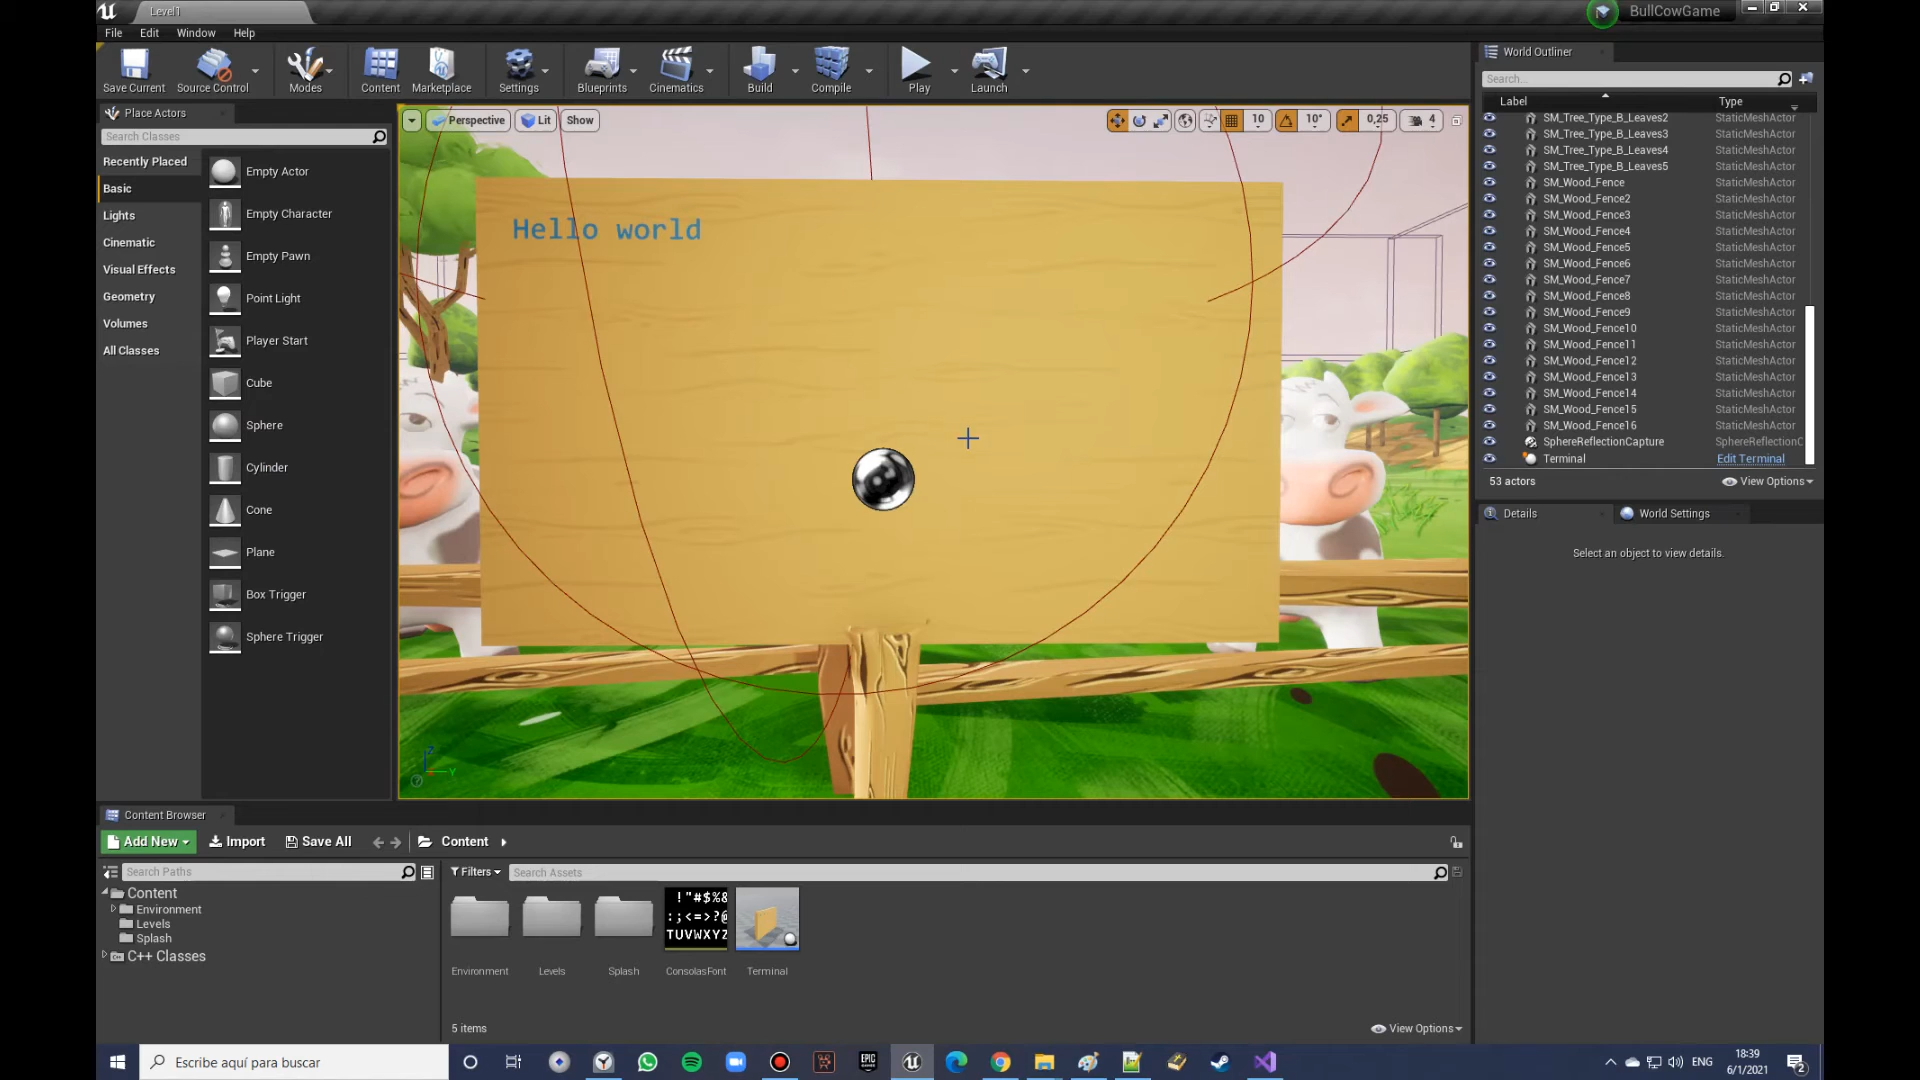 Level1
BullCowGame
File Edit Window Help
Save Current Source Control Modes Content Marketplace Settings Blueprints Cinematics Build Compile Play Launch
Place Actors
Search Classes
Recently Placed
Basic
Lights
Cinematic
Visual Effects
Geometry
Volumes
All Classes
Empty Actor
Empty Character
Empty Pawn
Point Light
Player Start
Cube
Sphere
Cylinder
Cone
Plane
Box Trigger
Sphere Trigger
Perspective Lit Show
10 10° 0,25 4
Hello world
World Outliner
Search...
Label Type
SM_Tree_Type_B_Leaves2 StaticMeshActor
SM_Tree_Type_B_Leaves3 StaticMeshActor
SM_Tree_Type_B_Leaves4 StaticMeshActor
SM_Tree_Type_B_Leaves5 StaticMeshActor
SM_Wood_Fence StaticMeshActor
SM_Wood_Fence2 StaticMeshActor
SM_Wood_Fence3 StaticMeshActor
SM_Wood_Fence4 StaticMeshActor
SM_Wood_Fence5 StaticMeshActor
SM_Wood_Fence6 StaticMeshActor
SM_Wood_Fence7 StaticMeshActor
SM_Wood_Fence8 StaticMeshActor
SM_Wood_Fence9 StaticMeshActor
SM_Wood_Fence10 StaticMeshActor
SM_Wood_Fence11 StaticMeshActor
SM_Wood_Fence12 StaticMeshActor
SM_Wood_Fence13 StaticMeshActor
SM_Wood_Fence14 StaticMeshActor
SM_Wood_Fence15 StaticMeshActor
SM_Wood_Fence16 StaticMeshActor
SphereReflectionCapture SphereReflectionC
Terminal Edit Terminal
53 actors View Options
Details World Settings
Select an object to view details.
Z
Y
Content Browser
Add New Import Save All Content
Search Paths
Content
Environment
Levels
Splash
C++ Classes
Filters Search Assets
!"#$%&
:;<=>?@
TUVWXYZ
Environment Levels Splash ConsolasFont Terminal
5 items View Options
Escribe aquí para buscar
EPIC GAMES
ENG
18:39
6/1/2021
2